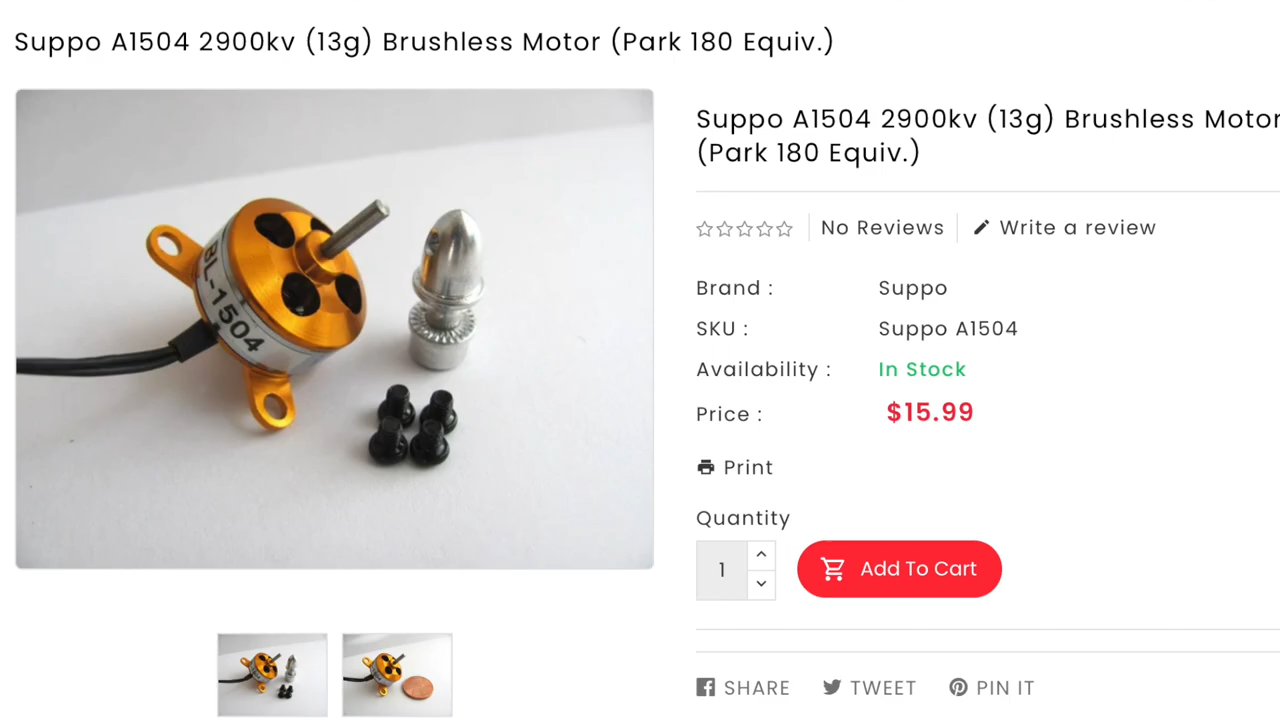 Suppo A1504 2900kv (13g) Brushless Motor (Park 180 Equiv.)
BL-1504
Suppo A1504 2900kv (13g) Brushless Motor
(Park 180 Equiv.)
No Reviews
Write a review
Brand : Suppo
SKU : Suppo A1504
Availability : In Stock
Price : $15.99
Print
Quantity
1
Add To Cart
SHARE TWEET PIN IT